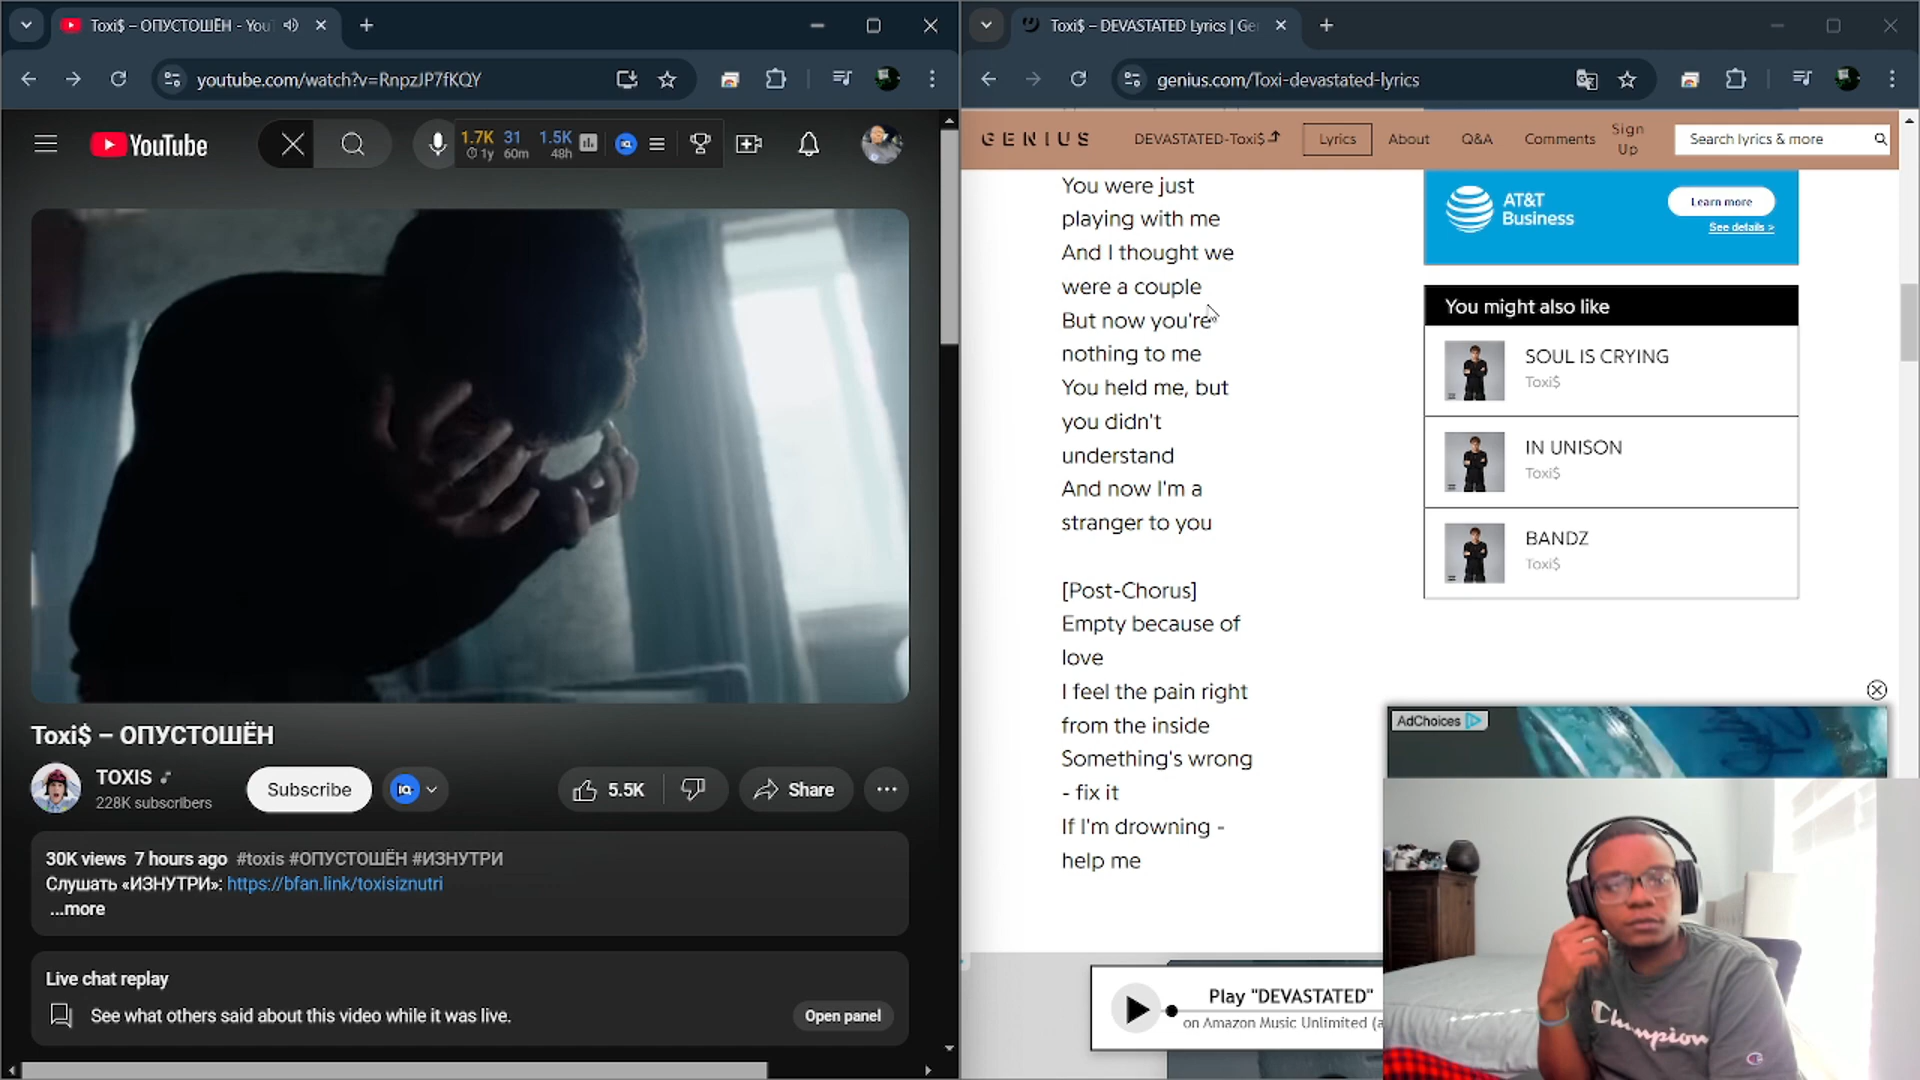 Toxi$ – ОПУСТОШЁН - You
youtube.com/watch?v=RnpzJP7fKQY
YouTube
1.7K 31 1.5K
1y 60m 48h
Toxi$ – ОПУСТОШЁН
TOXIS
228K subscribers
Subscribe
5.5K
Share
30K views 7 hours ago #toxis #ОПУСТОШЁН #ИЗНУТРИ
Слушать «ИЗНУТРИ»: https://bfan.link/toxisiznutri
...more
Live chat replay
See what others said about this video while it was live.
Open panel
Toxi$ – DEVASTATED Lyrics | Ge
genius.com/Toxi-devastated-lyrics
GENIUS
DEVASTATED-Toxi$
Lyrics
About
Q&A
Comments
Sign
Up
Search lyrics & more
You were just
playing with me
And I thought we
were a couple
But now you're
nothing to me
You held me, but
you didn't
understand
And now I'm a
stranger to you
[Post-Chorus]
Empty because of
love
I feel the pain right
from the inside
Something's wrong
- fix it
If I'm drowning -
help me
AT&T
Business
Learn more
See details >
You might also like
SOUL IS CRYING
Toxi$
IN UNISON
Toxi$
BANDZ
Toxi$
AdChoices
Play "DEVASTATED"
on Amazon Music Unlimited (a
Champion